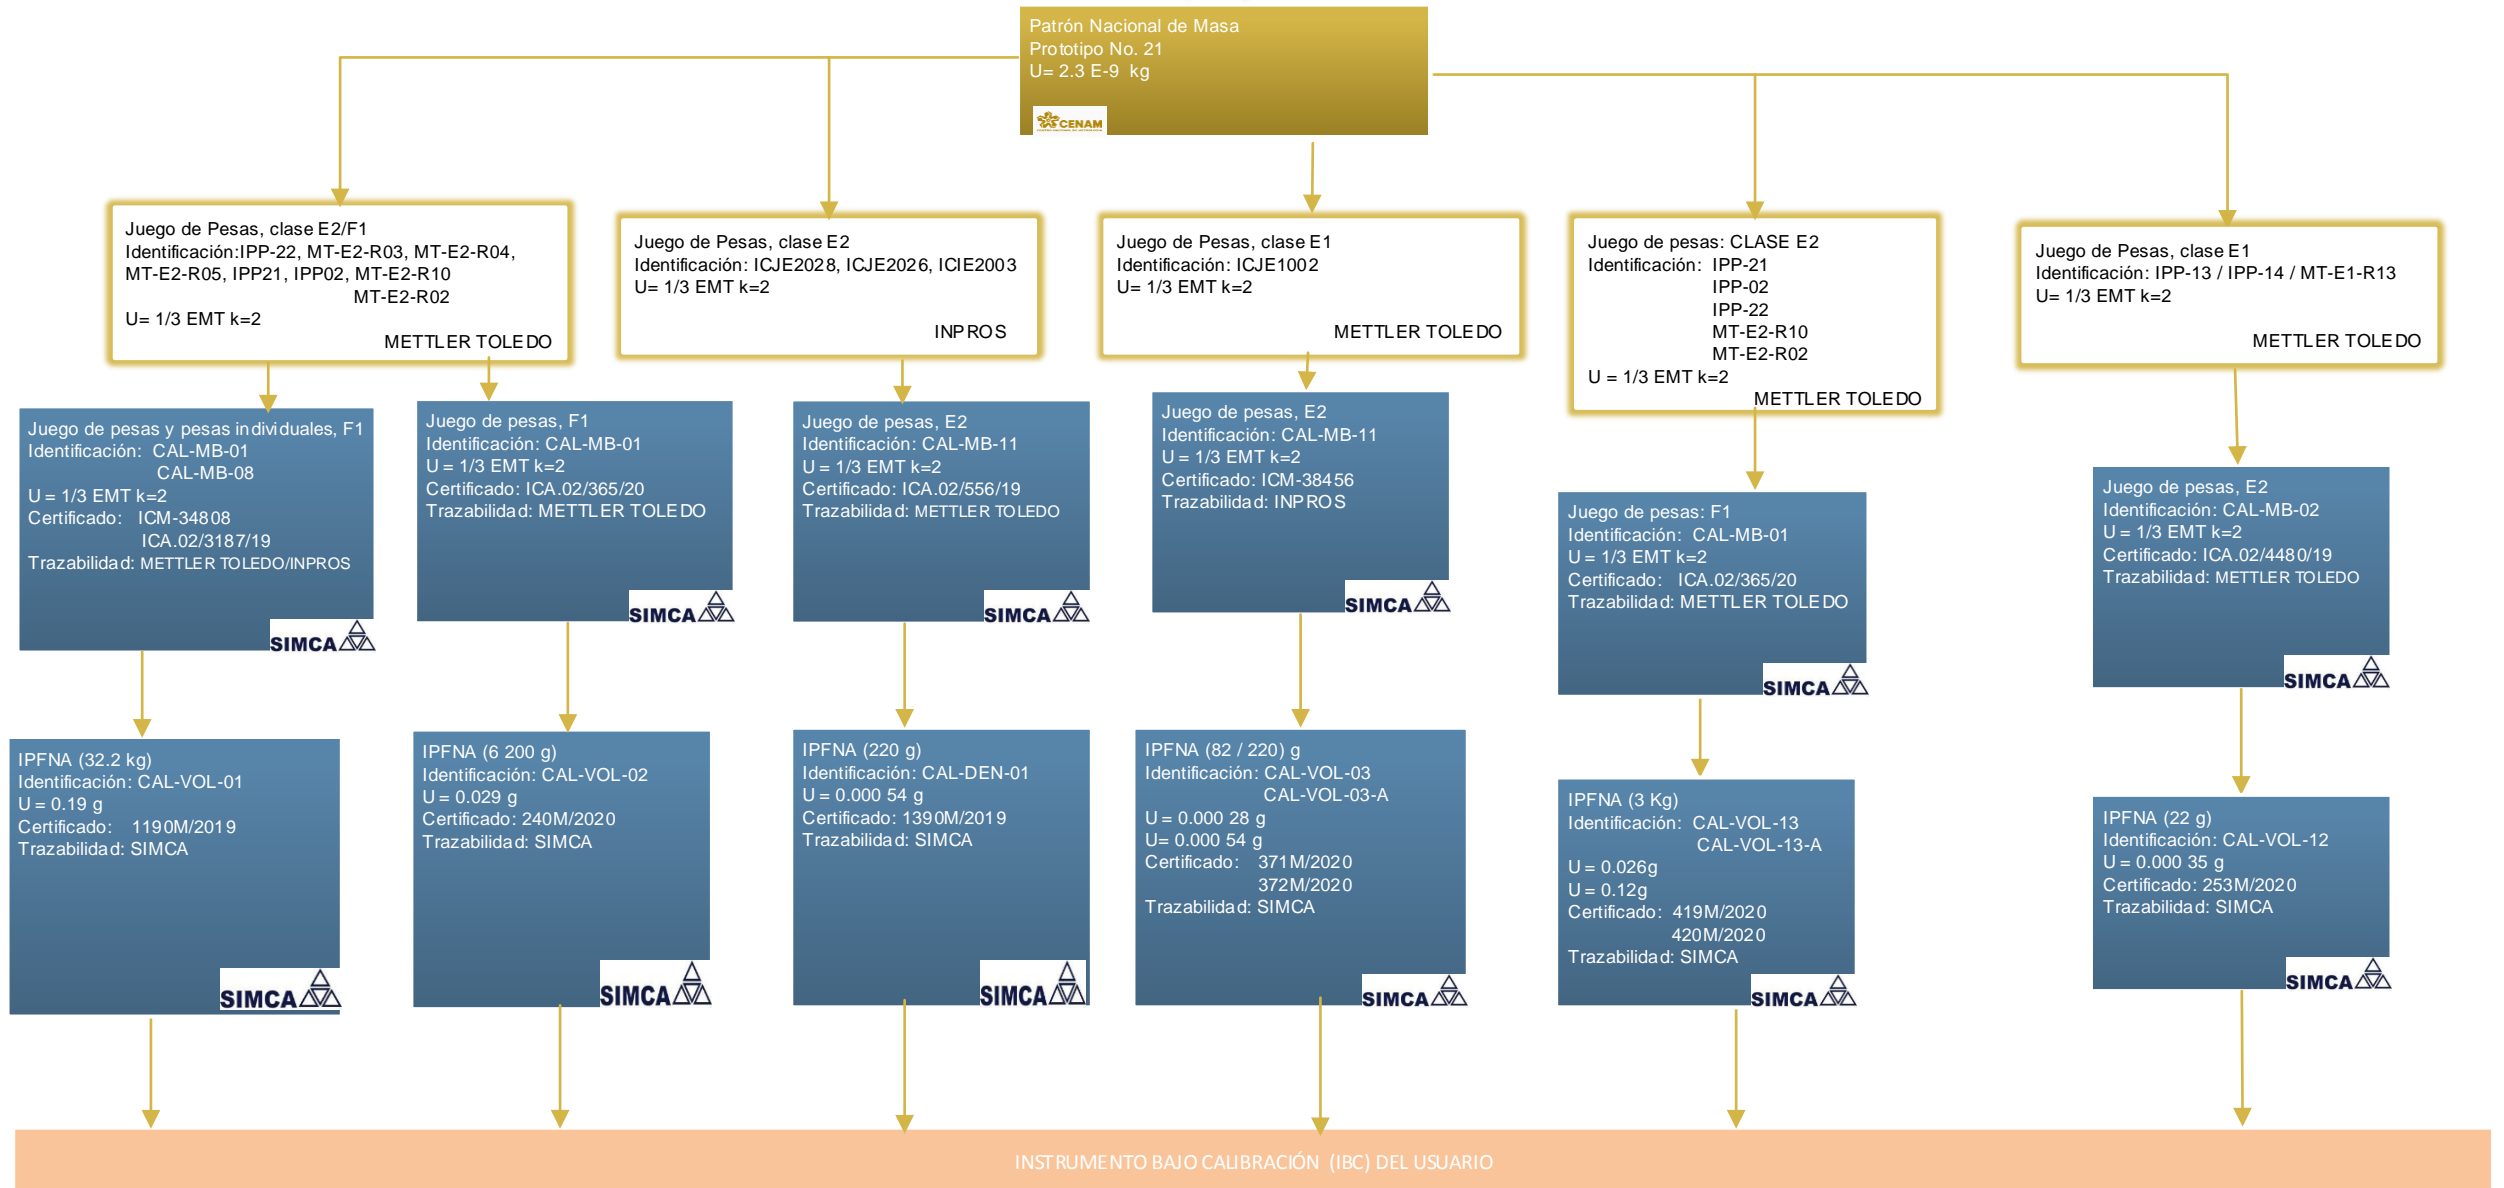 Patrón Nacional de Masa
Prototipo No. 21
U= 2.3 E-9 kg
CENAM
Juego de Pesas, clase E2/F1
Identificación:IPP-22, MT-E2-R03, MT-E2-R04,
MT-E2-R05, IPP21, IPP02, MT-E2-R10
MT-E2-R02
U= 1/3 EMT k=2
METTLER TOLEDO
Juego de Pesas, clase E2
Identificación: ICJE2028, ICJE2026, ICIE2003
U= 1/3 EMT k=2
INPROS
Juego de Pesas, clase E1
Identificación: ICJE1002
U= 1/3 EMT k=2
METTLER TOLEDO
Juego de pesas: CLASE E2
Identificación: IPP-21
IPP-02
IPP-22
MT-E2-R10
MT-E2-R02
U = 1/3 EMT k=2
METTLER TOLEDO
Juego de Pesas, clase E1
Identificación: IPP-13 / IPP-14 / MT-E1-R13
U= 1/3 EMT k=2
METTLER TOLEDO
Juego de pesas y pesas individuales, F1
Identificación: CAL-MB-01
CAL-MB-08
U = 1/3 EMT k=2
Certificado: ICM-34808
ICA.02/3187/19
Trazabilidad: METTLER TOLEDO/INPROS
SIMCA
Juego de pesas, F1
Identificación: CAL-MB-01
U = 1/3 EMT k=2
Certificado: ICA.02/365/20
Trazabilidad: METTLER TOLEDO
SIMCA
Juego de pesas, E2
Identificación: CAL-MB-11
U = 1/3 EMT k=2
Certificado: ICA.02/556/19
Trazabilidad: METTLER TOLEDO
SIMCA
Juego de pesas, E2
Identificación: CAL-MB-11
U = 1/3 EMT k=2
Certificado: ICM-38456
Trazabilidad: INPROS
SIMCA
Juego de pesas: F1
Identificación: CAL-MB-01
U = 1/3 EMT k=2
Certificado: ICA.02/365/20
Trazabilidad: METTLER TOLEDO
SIMCA
Juego de pesas, E2
Identificación: CAL-MB-02
U = 1/3 EMT k=2
Certificado: ICA.02/4480/19
Trazabilidad: METTLER TOLEDO
SIMCA
IPFNA (32.2 kg)
Identificación: CAL-VOL-01
U = 0.19 g
Certificado: 1190M/2019
Trazabilidad: SIMCA
SIMCA
IPFNA (6 200 g)
Identificación: CAL-VOL-02
U = 0.029 g
Certificado: 240M/2020
Trazabilidad: SIMCA
SIMCA
IPFNA (220 g)
Identificación: CAL-DEN-01
U = 0.000 54 g
Certificado: 1390M/2019
Trazabilidad: SIMCA
SIMCA
IPFNA (82 / 220) g
Identificación: CAL-VOL-03
CAL-VOL-03-A
U = 0.000 28 g
U= 0.000 54 g
Certificado: 371M/2020
372M/2020
Trazabilidad: SIMCA
SIMCA
IPFNA (3 Kg)
Identificación: CAL-VOL-13
CAL-VOL-13-A
U = 0.026g
U = 0.12g
Certificado: 419M/2020
420M/2020
Trazabilidad: SIMCA
SIMCA
IPFNA (22 g)
Identificación: CAL-VOL-12
U = 0.000 35 g
Certificado: 253M/2020
Trazabilidad: SIMCA
SIMCA
INSTRUMENTO BAJO CALIBRACIÓN (IBC) DEL USUARIO